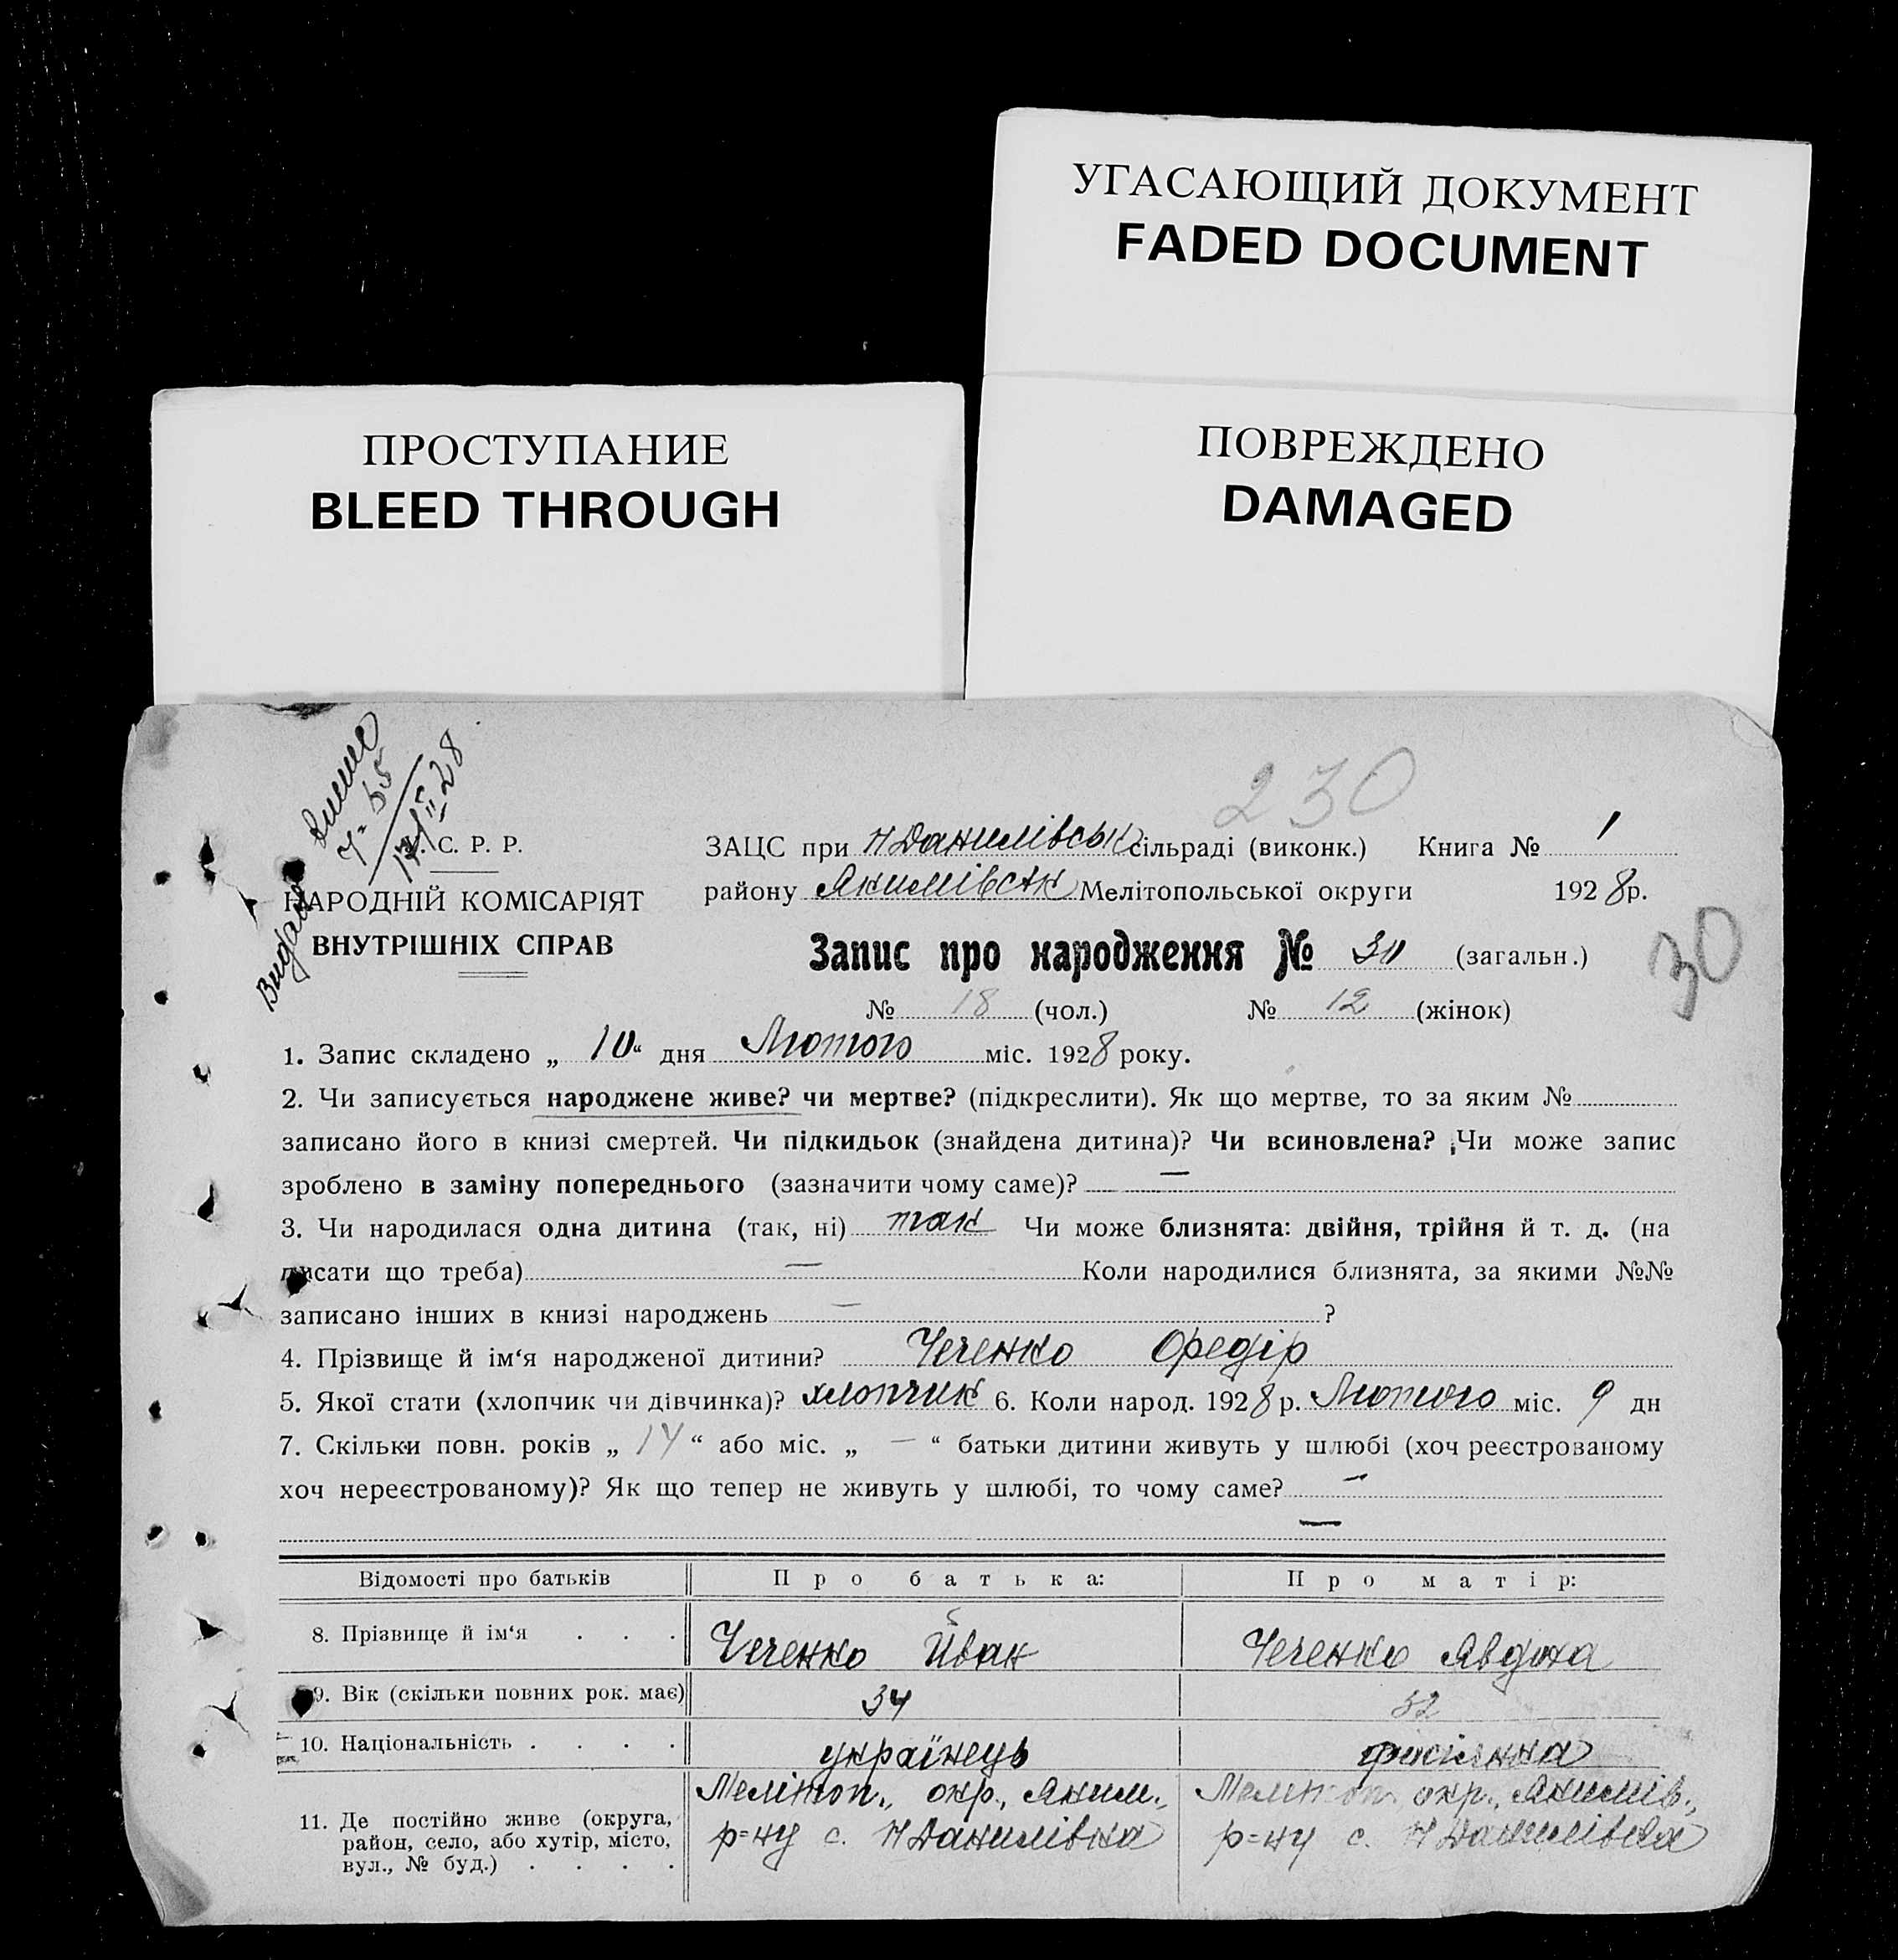 УГАСАЮЩИЙ ДОКУМЕНТ
FADED DOCUMENT
ПРОСТУПАНИЕ
BLEED THROUGH
ПОВРЕЖДЕНО
DAMAGED
230
Видане
28
С. Р. Р.
НАРОДНІЙ КОМІСАРІЯТ
ВНУТРІШНІХ СПРАВ
ЗАЦС при Н Данилівськ сільраді (виконк.) Книга № 1
району Якимівськ Мелітопольської округи 1928 р.
Запис про народження № 30 (загальн.)
30
№ 18 (чол.) № 12 (жінок)
1. Запис складено „ 10 “ дня Лютого міс. 1928 року.
2. Чи записується народжене живе? чи мертве? (підкреслити). Як що мертве, то за яким №
записано його в книзі смертей. Чи підкидьок (знайдена дитина)? Чи всиновлена? Чи може запис
зроблено в заміну попереднього (зазначити чому саме)? —
3. Чи народилася одна дитина (так, ні) так Чи може близнята: двійня, трійня й т. д. (на
писати що треба) — Коли народилися близнята, за якими №№
записано інших в книзі народжень — ?
4. Прізвище й ім‘я народженої дитини? Чеченко Федір
5. Якої стати (хлопчик чи дівчинка)? хлопчик 6. Коли народ. 1928 р. Лютого міс. 9 дн
7. Скільки повн. років „ 14 “ або міс. „ — “ батьки дитини живуть у шлюбі (хоч реєстрованому
хоч нереєстрованому)? Як що тепер не живуть у шлюбі, то чому саме? —
—
Відомості про батьків Про батька: Про матір:
8. Прізвище й ім‘я . . . Чеченко Йван Чеченко Явдоха
9. Вік (скільки повних рок. має) 34 32
10. Національність . . . . українець
11. Де постійно живе (округа, район, село, або хутір, місто, вул., № буд.) . . . .
Мелітоп., окр., Яким., р=ну с. Н Данилівка
Мелітоп. окр., Якимів., р=ну с. Н Данилівка